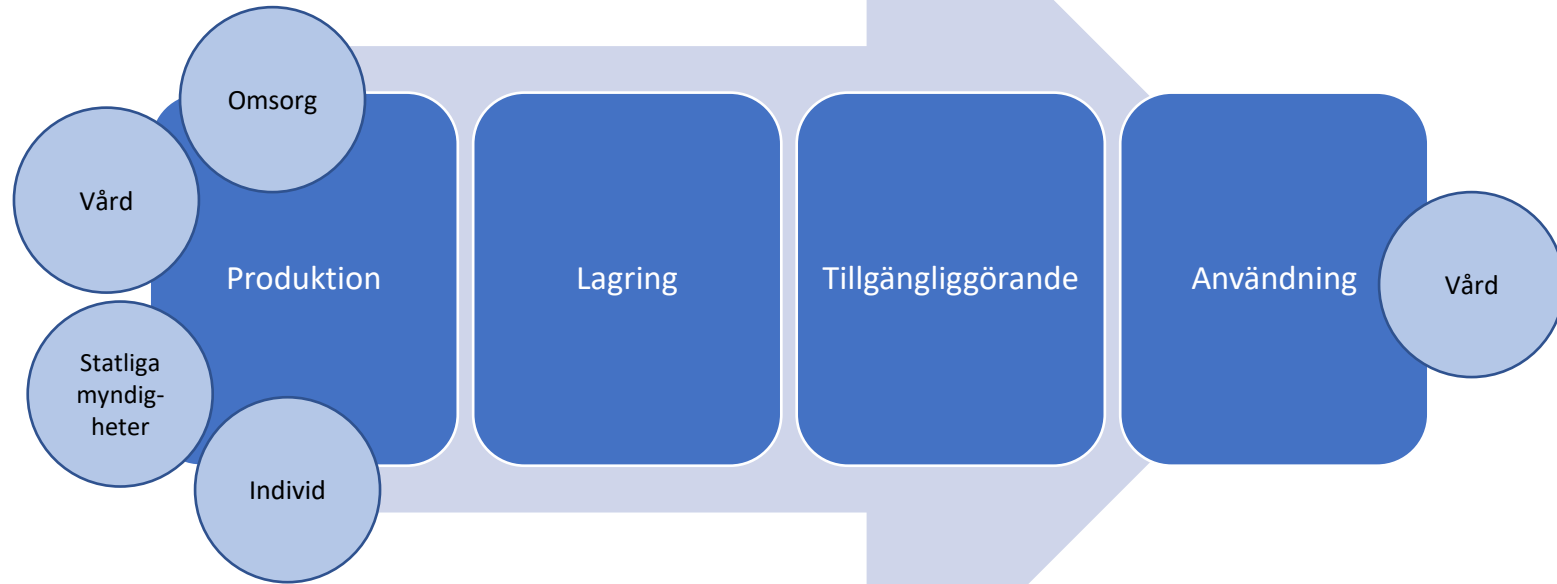 Omsorg
Vård
Produktion
Lagring
Tillgängliggörande
Användning
Vård
Statliga
myndig-
heter
Individ